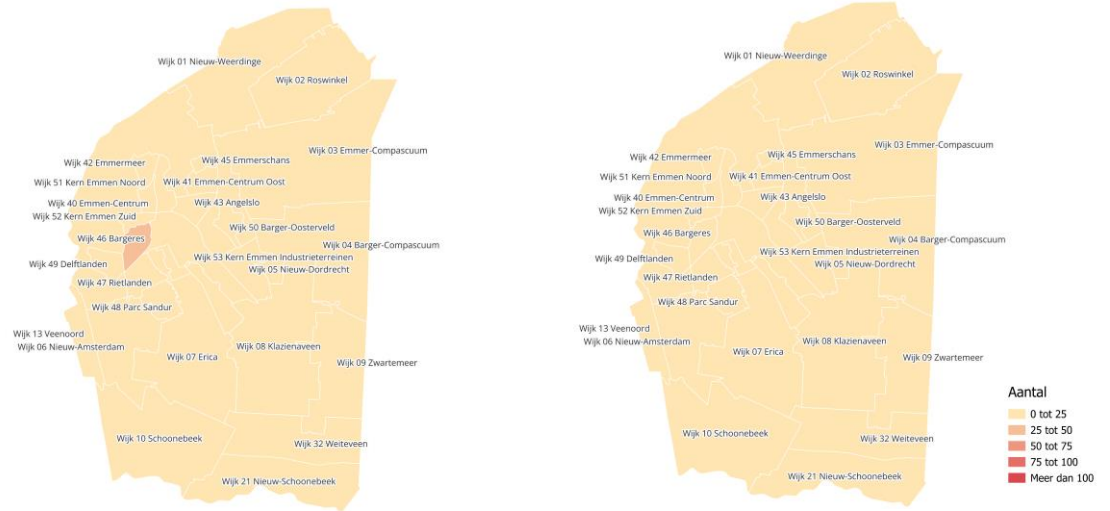 Wijk 01 Nieuw-Weerdinge
Wijk 02 Roswinkel
Wijk 03 Emmer-Compascuum
Wijk 42 Emmermeer
Wijk 45 Emmerschans
Wijk 51 Kern Emmen Noord
Wijk 41 Emmen-Centrum Oost
Wijk 40 Emmen-Centrum
Wijk 43 Angelslo
Wijk 52 Kern Emmen Zuid
Wijk 50 Barger-Oosterveld
Wijk 46 Bargeres
Wijk 04 Barger-Compascuum
Wijk 53 Kern Emmen Industrieterreinen
Wijk 49 Delftlanden
Wijk 05 Nieuw-Dordrecht
Wijk 47 Rietlanden
Wijk 48 Parc Sandur
Wijk 13 Veenoord
Wijk 06 Nieuw-Amsterdam
Wijk 08 Klazienaveen
Wijk 07 Erica
Wijk 09 Zwartemeer
Wijk 10 Schoonebeek
Wijk 32 Weiteveen
Wijk 21 Nieuw-Schoonebeek
Wijk 01 Nieuw-Weerdinge
Wijk 02 Roswinkel
Wijk 03 Emmer-Compascuum
Wijk 42 Emmermeer
Wijk 45 Emmerschans
Wijk 51 Kern Emmen Noord
Wijk 41 Emmen-Centrum Oost
Wijk 40 Emmen-Centrum
Wijk 43 Angelslo
Wijk 52 Kern Emmen Zuid
Wijk 50 Barger-Oosterveld
Wijk 46 Bargeres
Wijk 04 Barger-Compascuum
Wijk 53 Kern Emmen Industrieterreinen
Wijk 49 Delftlanden
Wijk 05 Nieuw-Dordrecht
Wijk 47 Rietlanden
Wijk 48 Parc Sandur
Wijk 13 Veenoord
Wijk 06 Nieuw-Amsterdam
Wijk 08 Klazienaveen
Wijk 07 Erica
Wijk 09 Zwartemeer
Wijk 10 Schoonebeek
Wijk 32 Weiteveen
Wijk 21 Nieuw-Schoonebeek
Aantal
0 tot 25
25 tot 50
50 tot 75
75 tot 100
Meer dan 100